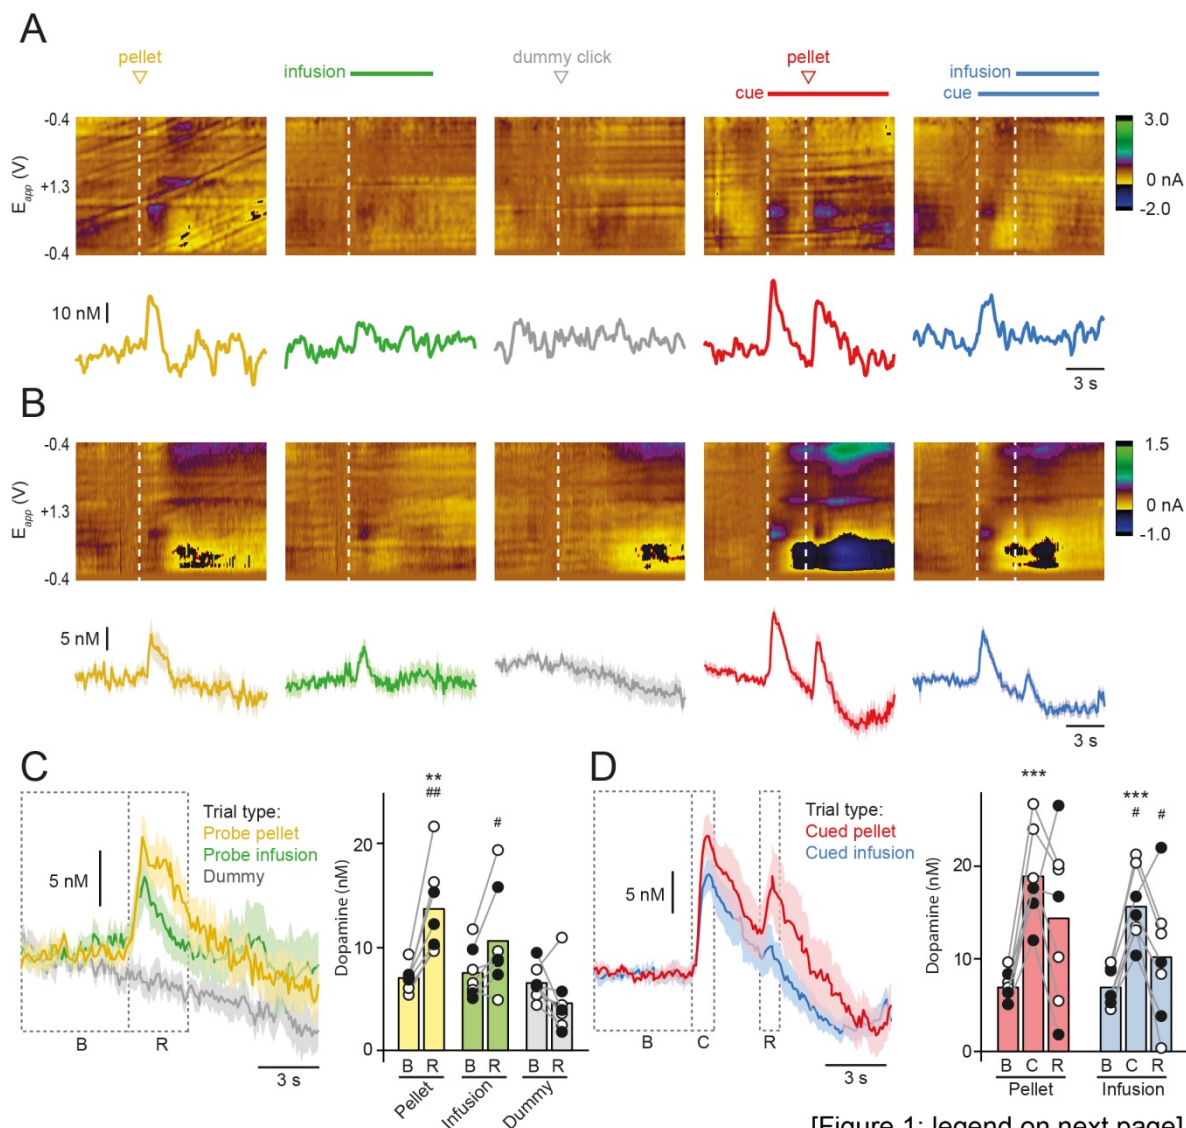 A
pellet
infusion
dummy click
pellet
cue
infusion
cue
-0.4
+1.3
-0.4
Eapp (V)
3.0
0 nA
-2.0
10 nM
3 s
B
-0.4
+1.3
-0.4
Eapp (V)
1.5
0 nA
-1.0
5 nM
3 s
C
Trial type:
Probe pellet
Probe infusion
Dummy
5 nM
B
R
3 s
Dopamine (nM)
20
10
0
**
##
#
B R B R B R
Pellet
Infusion
Dummy
D
Trial type:
Cued pellet
Cued infusion
5 nM
B
C
R
3 s
Dopamine (nM)
20
10
0
***
***
# #
B C R B C R
Pellet
Infusion
[Figure 1: legend on next page]